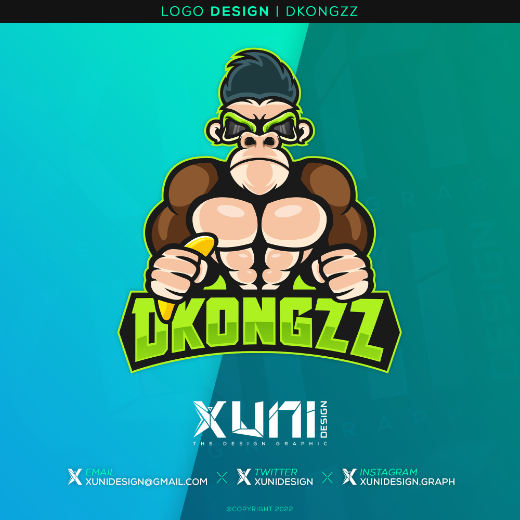 LOGO DESIGN | DKONGZZ
DKONGZZ
XUNI DESIGN
THE DESIGN GRAPHIC
EMAIL
XUNIDESIGN@GMAIL.COM
TWITTER
XUNIDESIGN
INSTAGRAM
XUNIDESIGN.GRAPH
©COPYRIGHT 2022